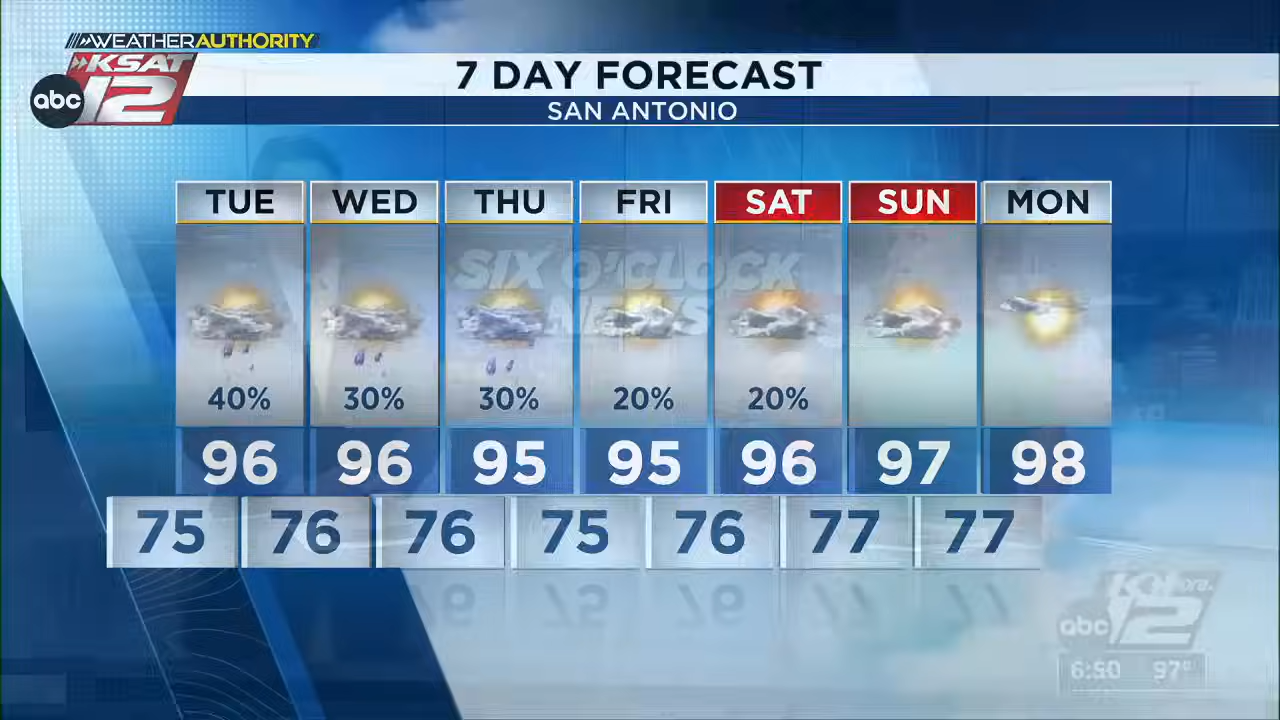 WEATHERAUTHORITY
KSAT
abc 12
7 DAY FORECAST
SAN ANTONIO
TUE WED THU FRI SAT SUN MON
SIX O'CLOCK
NEWS
40% 30% 30% 20% 20%
96 96 95 95 96 97 98
75 76 76 75 76 77 77
abc 12
6:50 97°